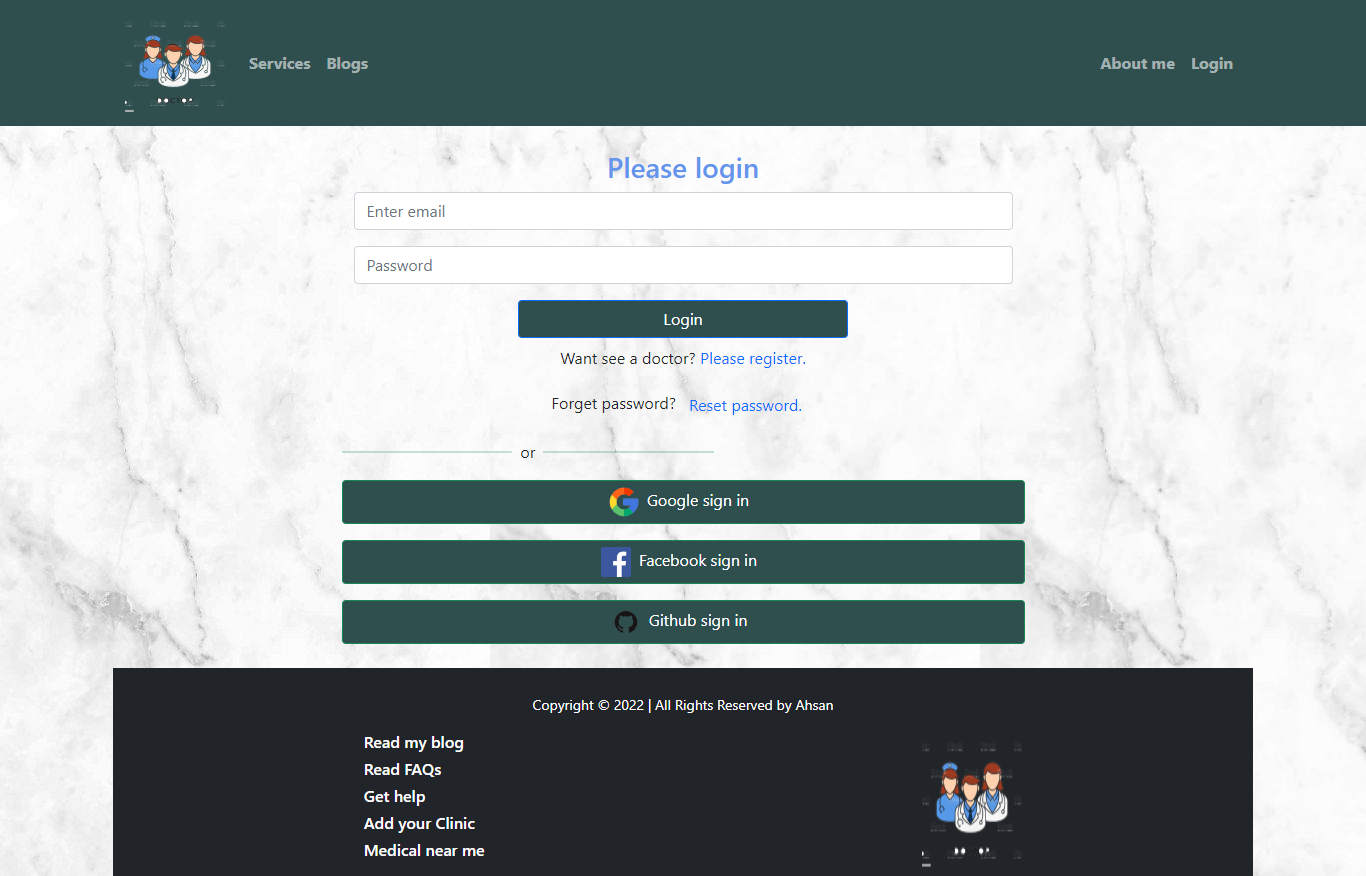 Services Blogs About me Login
Please login
Enter email
Password
Login
Want see a doctor? Please register.
Forget password? Reset password.
or
Google sign in
Facebook sign in
Github sign in
Copyright © 2022 | All Rights Reserved by Ahsan
Read my blog
Read FAQs
Get help
Add your Clinic
Medical near me